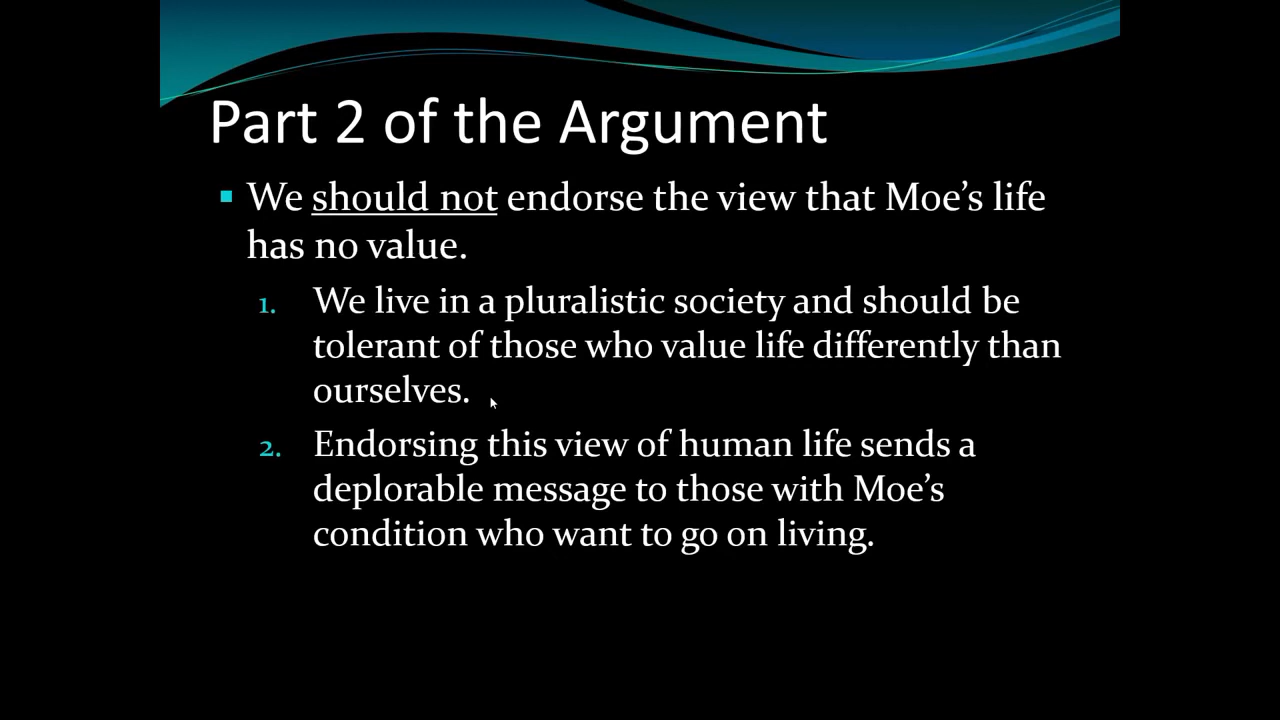 Part 2 of the Argument
We should not endorse the view that Moe’s life
has no value.
1. We live in a pluralistic society and should be
tolerant of those who value life differently than
ourselves.
2. Endorsing this view of human life sends a
deplorable message to those with Moe’s
condition who want to go on living.